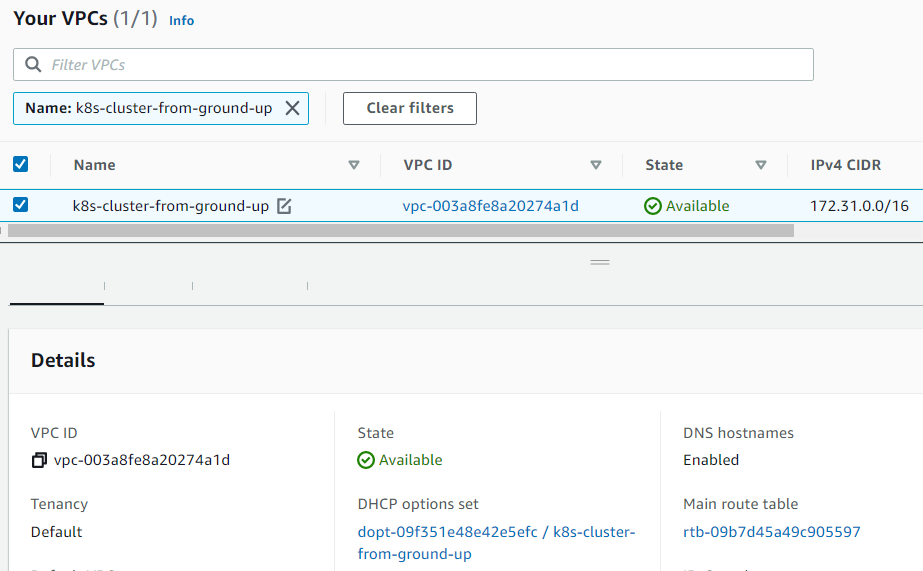 Your VPCs (1/1) Info
Filter VPCs
Name: k8s-cluster-from-ground-up
Clear filters
Name VPC ID State IPv4 CIDR
k8s-cluster-from-ground-up vpc-003a8fe8a20274a1d Available 172.31.0.0/16
Details
VPC ID State DNS hostnames
vpc-003a8fe8a20274a1d Available Enabled
Tenancy DHCP options set Main route table
Default dopt-09f351e48e42e5efc / k8s-cluster- rtb-09b7d45a49c905597
from-ground-up